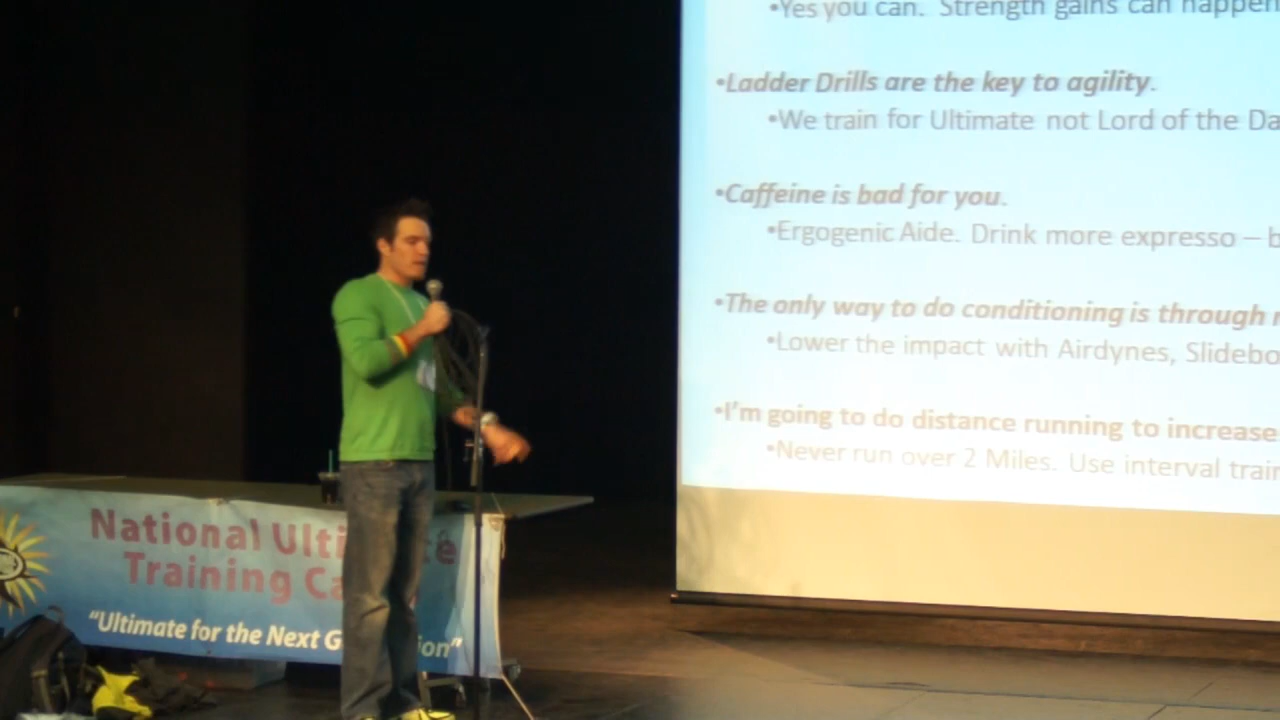 •Yes you can. Strength gains can happen
•Ladder Drills are the key to agility.
•We train for Ultimate not Lord of the Da
•Caffeine is bad for you.
•Ergogenic Aide. Drink more expresso – b
•The only way to do conditioning is through
•Lower the impact with Airdynes, Slidebo
•I'm going to do distance running to increase
•Never run over 2 Miles. Use interval train
National Ulti te
Training Ca
"Ultimate for the Next G ion"